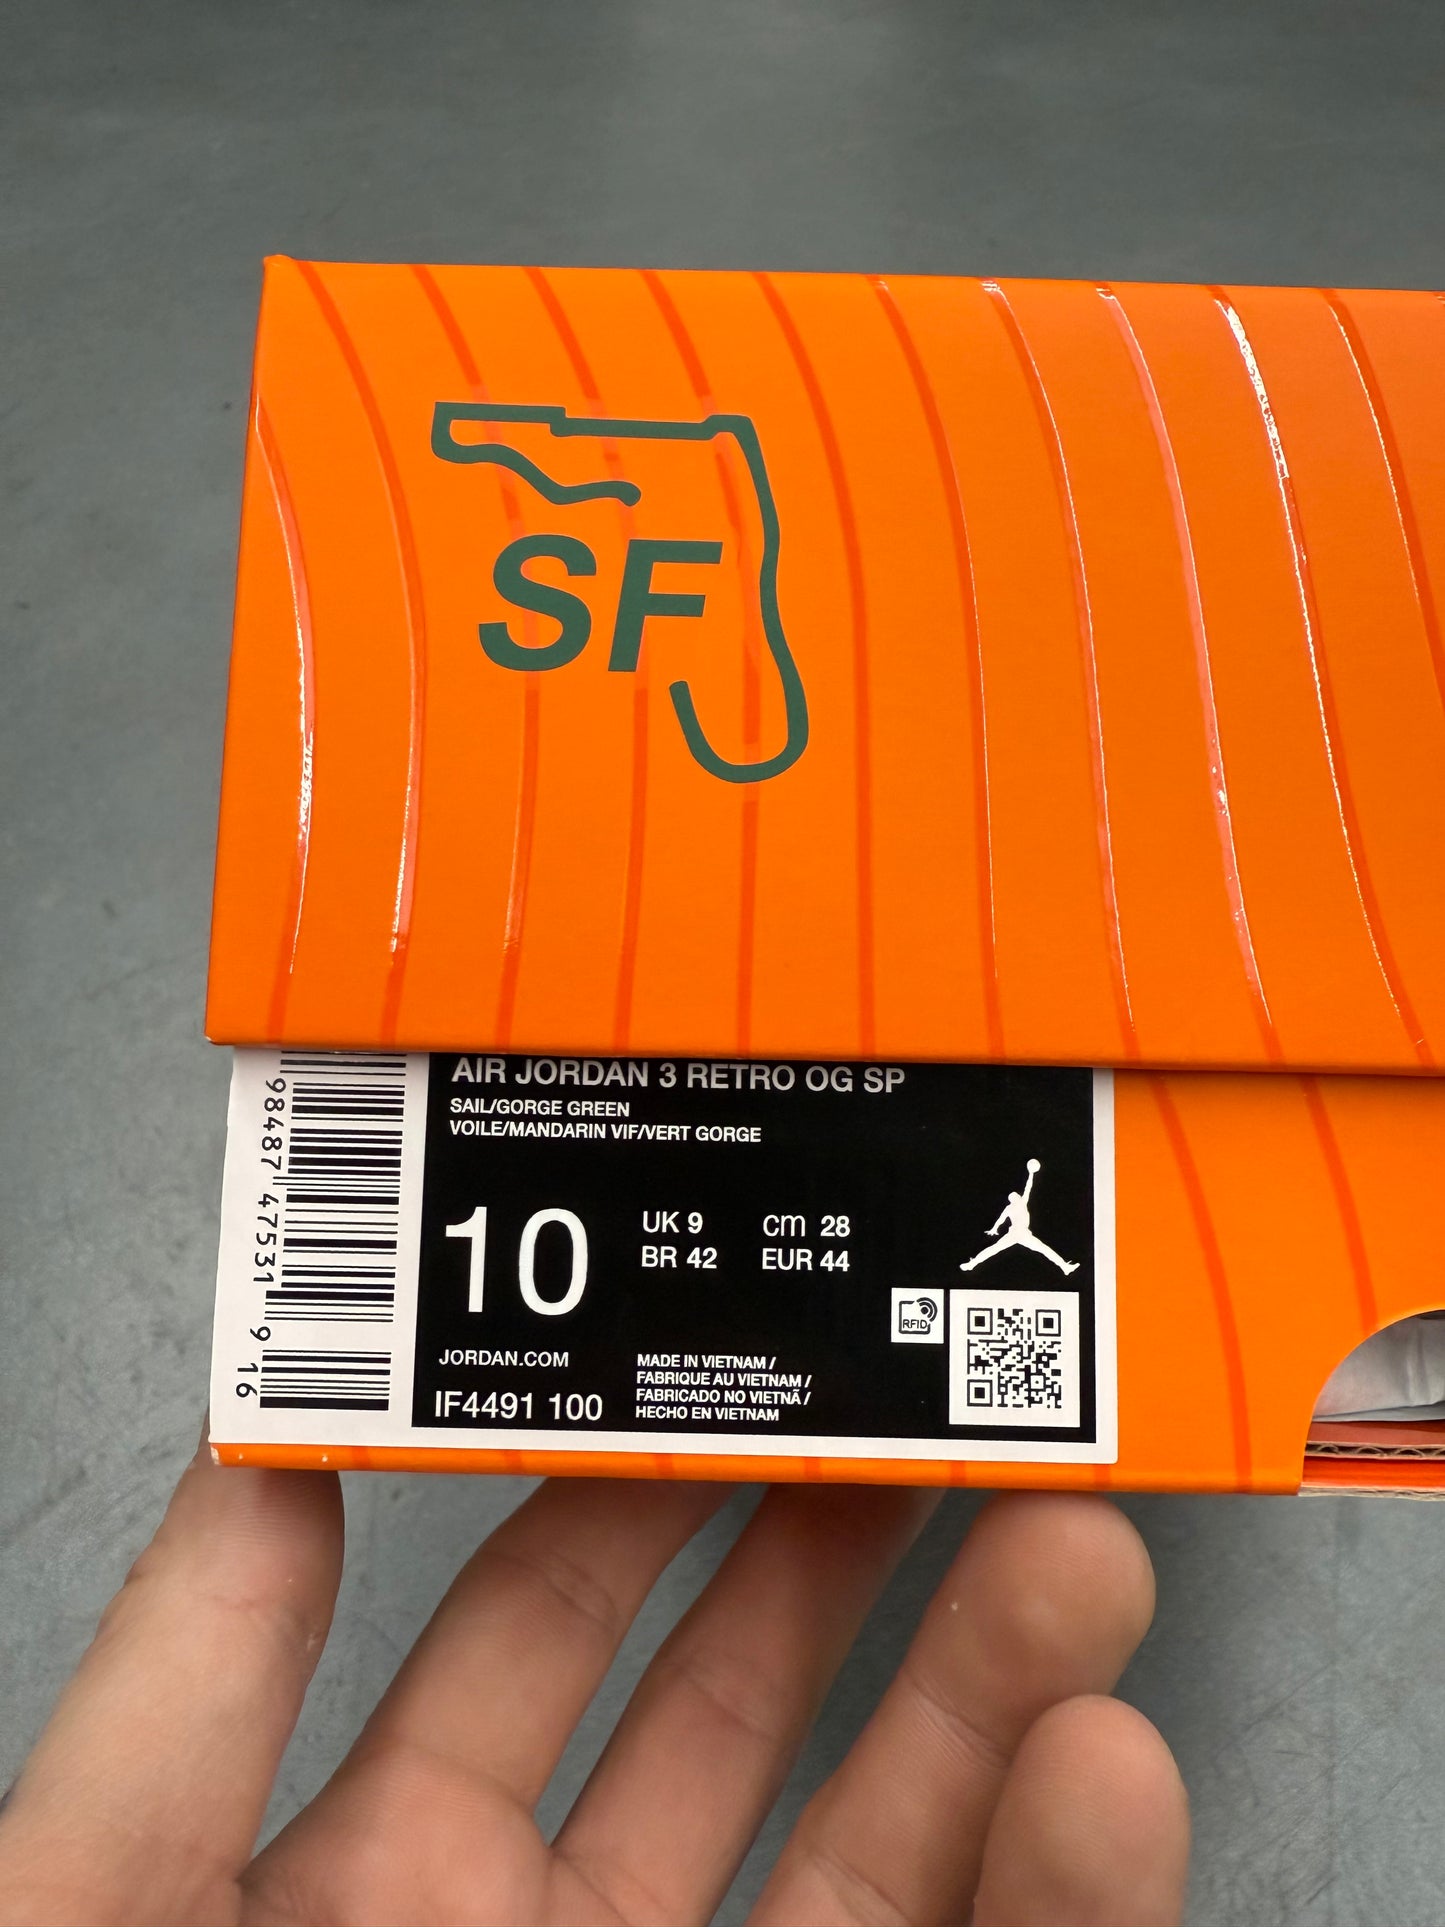 SF
AIR JORDAN 3 RETRO OG SP
SAIL/GORGE GREEN
VOILE/MANDARIN VIF/VERT GORGE
10
UK 9
cm 28
BR 42
EUR 44
RFID
JORDAN.COM
IF4491 100
MADE IN VIETNAM /
FABRIQUE AU VIETNAM /
FABRICADO NO VIETNÃ /
HECHO EN VIETNAM
98487 47531 9
16